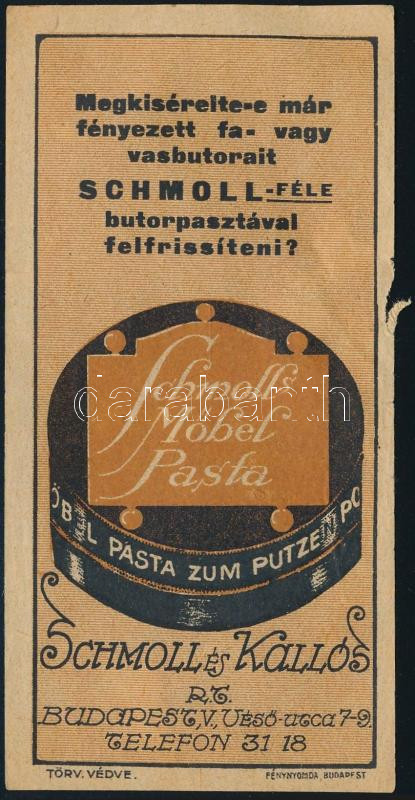 Megkisérelte-e már
fényezett fa- vagy
vasbutorait
SCHMOLL-FÉLE
butorpasztával
felfrissíteni?
Schmoll's
Möbel
Pasta
ÖBEL PASTA ZUM PUTZEN PO
SCHMOLL ÉS KALLÓS
R.T.
BUDAPEST, V., Véső-utca 7-9.
TELEFON 31 18
TÖRV. VÉDVE.
FÉNYNYOMDA BUDAPEST
darabanth